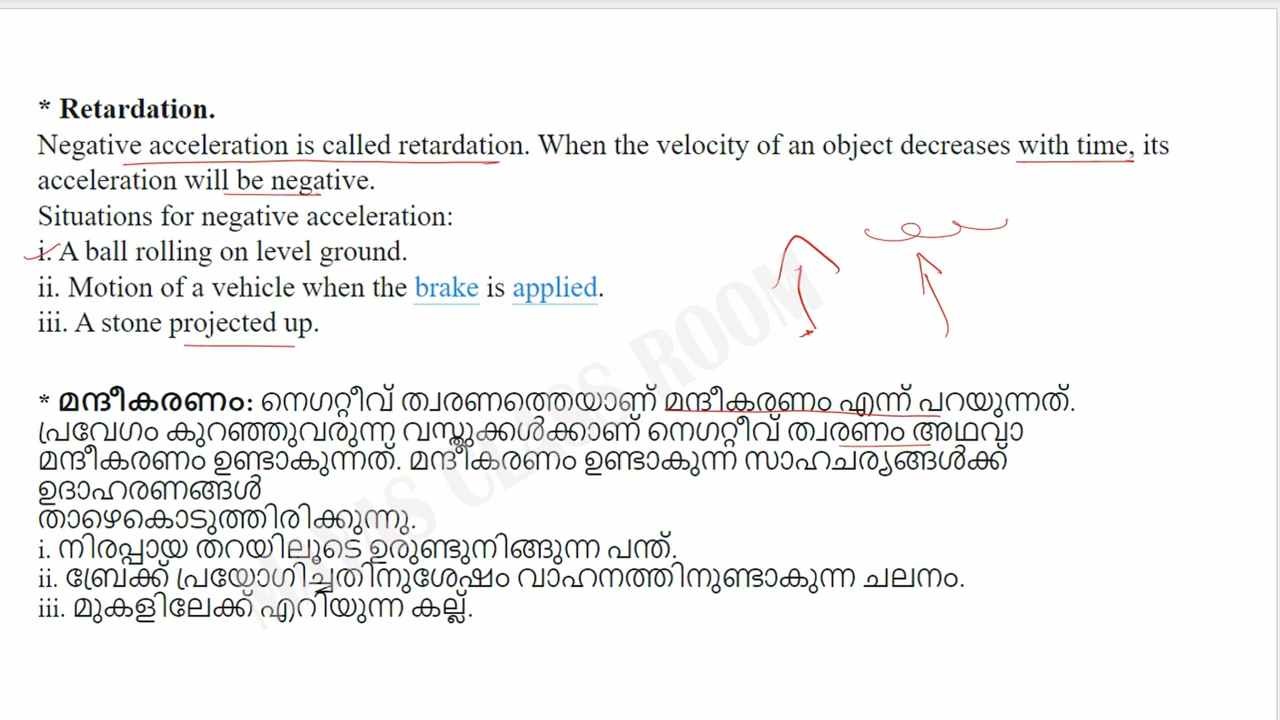 * Retardation.
Negative acceleration is called retardation. When the velocity of an object decreases with time, its
acceleration will be negative.
Situations for negative acceleration:
i. A ball rolling on level ground.
ii. Motion of a vehicle when the brake is applied.
iii. A stone projected up.
* മന്ദീകരണം: നെഗറ്റീവ് ത്വരണത്തെയാണ് മന്ദീകരണം എന്ന് പറയുന്നത്.
പ്രവേഗം കുറഞ്ഞുവരുന്ന വസ്തുക്കൾക്കാണ് നെഗറ്റീവ് ത്വരണം അഥവാ
മന്ദീകരണം ഉണ്ടാകുന്നത്. മന്ദീകരണം ഉണ്ടാകുന്ന സാഹചര്യങ്ങൾക്ക്
ഉദാഹരണങ്ങൾ
താഴെകൊടുത്തിരിക്കുന്നു.
i. നിരപ്പായ തറയിലൂടെ ഉരുണ്ടുനിങ്ങുന്ന പന്ത്.
ii. ബ്രേക്ക് പ്രയോഗിച്ചതിനുശേഷം വാഹനത്തിനുണ്ടാകുന്ന ചലനം.
iii. മുകളിലേക്ക് എറിയുന്ന കല്ല്.
CLASS ROOM